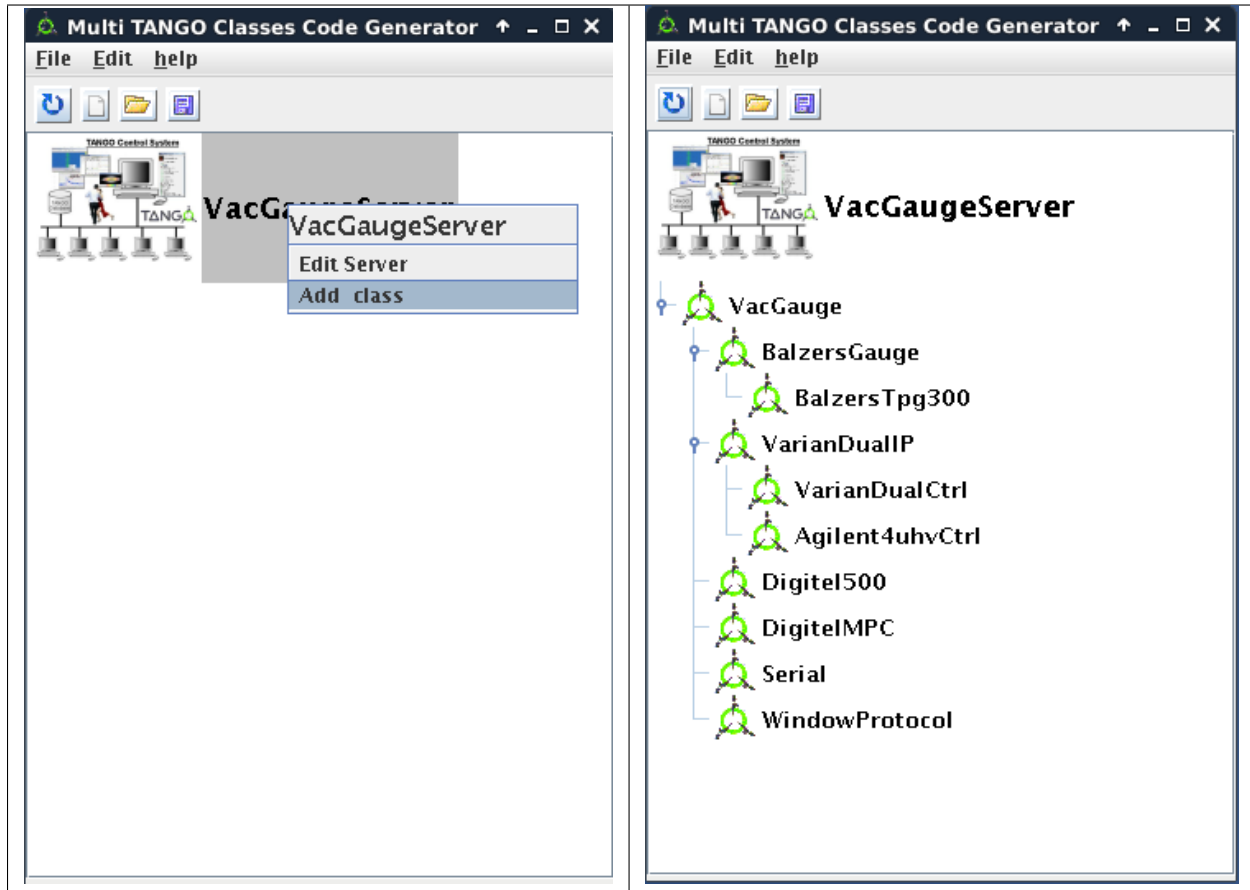 Multi TANGO Classes Code Generator
File Edit help
TANGO Control System
TANGO
VacGaugeServer
VacGaugeServer
Edit Server
Add class
Multi TANGO Classes Code Generator
File Edit help
TANGO Control System
TANGO
VacGaugeServer
VacGauge
BalzersGauge
BalzersTpg300
VarianDualIP
VarianDualCtrl
Agilent4uhvCtrl
Digitel500
DigitelMPC
Serial
WindowProtocol